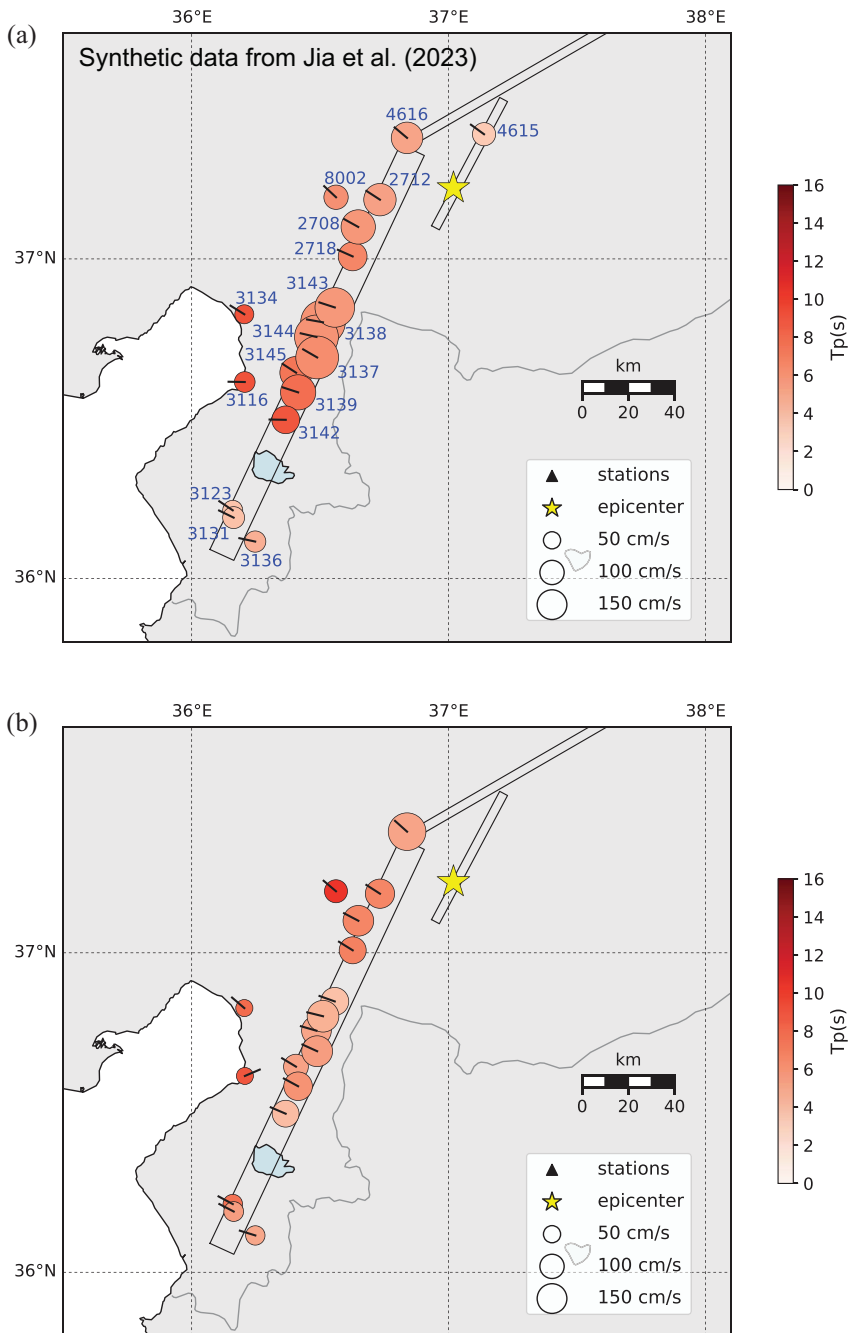 36°E 37°E 38°E
(a)
Synthetic data from Jia et al. (2023)
4616
4615
8002 2712
2708
2718
37°N
3143
3134
3144 3138
3145
3137
3116
3139
3142
3123
3131
3136
36°N
km
0 20 40
stations
epicenter
50 cm/s
100 cm/s
150 cm/s
16
14
12
10
8
6
4
2
0
Tp(s)
36°E 37°E 38°E
(b)
37°N
36°N
km
0 20 40
stations
epicenter
50 cm/s
100 cm/s
150 cm/s
16
14
12
10
8
6
4
2
0
Tp(s)